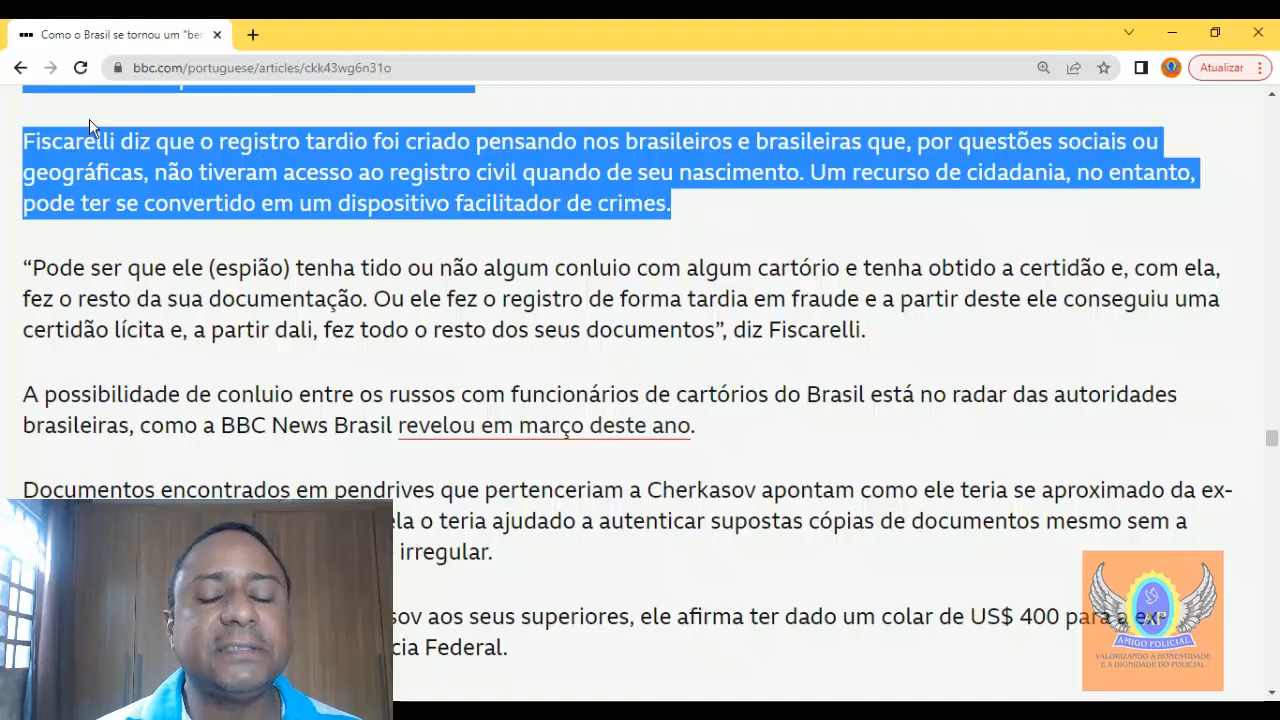 Como o Brasil se tornou um "ber
bbc.com/portuguese/articles/ckk43wg6n31o
Atualizar
Fiscarelli diz que o registro tardio foi criado pensando nos brasileiros e brasileiras que, por questões sociais ou
geográficas, não tiveram acesso ao registro civil quando de seu nascimento. Um recurso de cidadania, no entanto,
pode ter se convertido em um dispositivo facilitador de crimes.
“Pode ser que ele (espião) tenha tido ou não algum conluio com algum cartório e tenha obtido a certidão e, com ela,
fez o resto da sua documentação. Ou ele fez o registro de forma tardia em fraude e a partir deste ele conseguiu uma
certidão lícita e, a partir dali, fez todo o resto dos seus documentos”, diz Fiscarelli.
A possibilidade de conluio entre os russos com funcionários de cartórios do Brasil está no radar das autoridades
brasileiras, como a BBC News Brasil revelou em março deste ano.
Documentos encontrados em pendrives que pertenceriam a Cherkasov apontam como ele teria se aproximado da ex-
ela o teria ajudado a autenticar supostas cópias de documentos mesmo sem a
irregular.
sov aos seus superiores, ele afirma ter dado um colar de US$ 400 para a ex-
cia Federal.
AP
AMIGO POLICIAL
VALORIZANDO A HONESTIDADE
E A DIGNIDADE DO POLICIAL